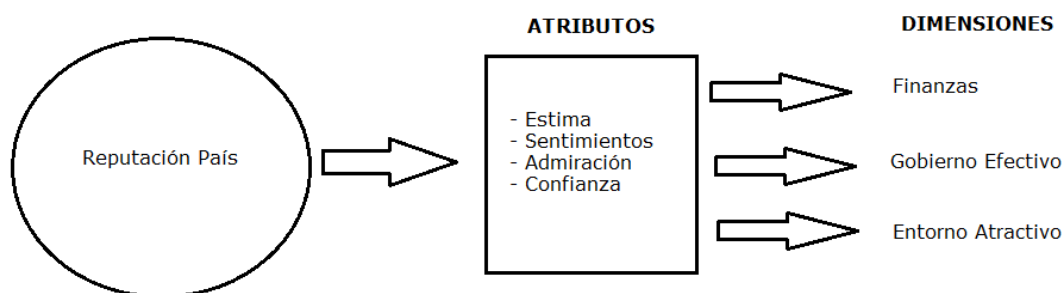 ATRIBUTOS
DIMENSIONES
Reputación País
- Estima
- Sentimientos
- Admiración
- Confianza
Finanzas
Gobierno Efectivo
Entorno Atractivo